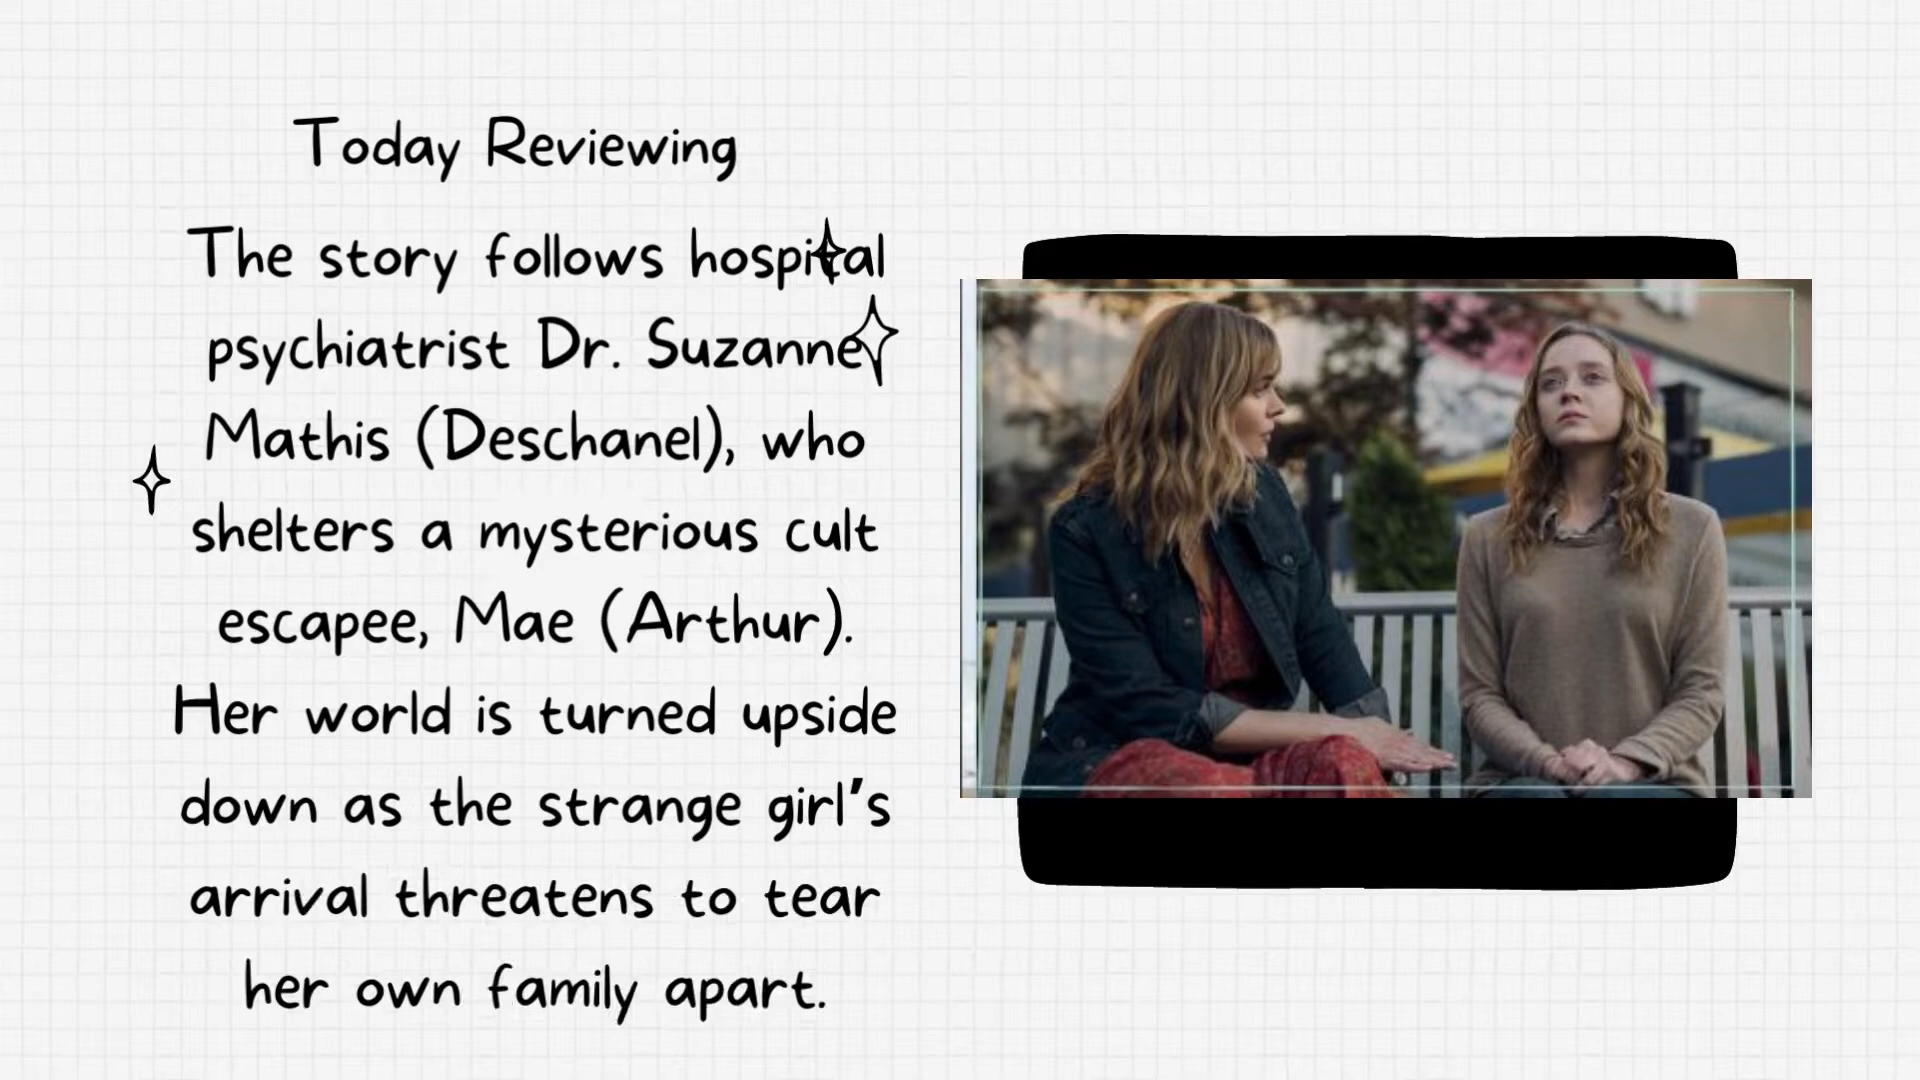 Today Reviewing
The story follows hospital
psychiatrist Dr. Suzanne
Mathis (Deschanel), who
shelters a mysterious cult
escapee, Mae (Arthur).
Her world is turned upside
down as the strange girl's
arrival threatens to tear
her own family apart.